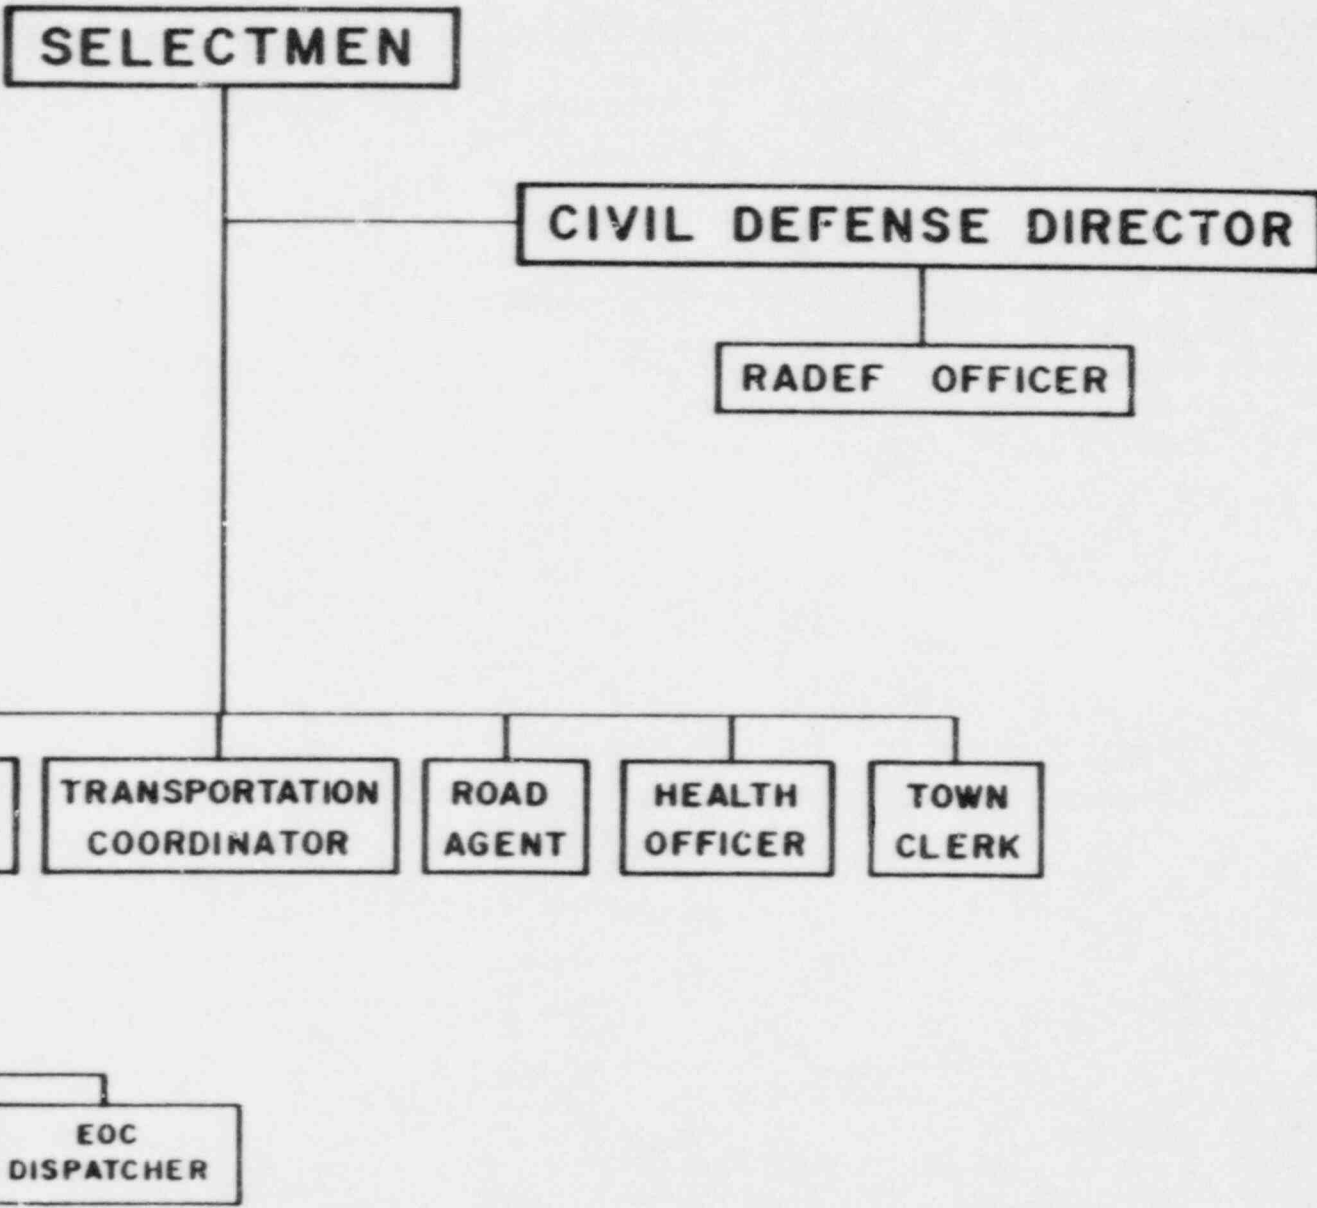 SELECTMEN
CIVIL DEFENSE DIRECTOR
RADEF OFFICER
TRANSPORTATION
COORDINATOR
ROAD
AGENT
HEALTH
OFFICER
TOWN
CLERK
EOC
DISPATCHER